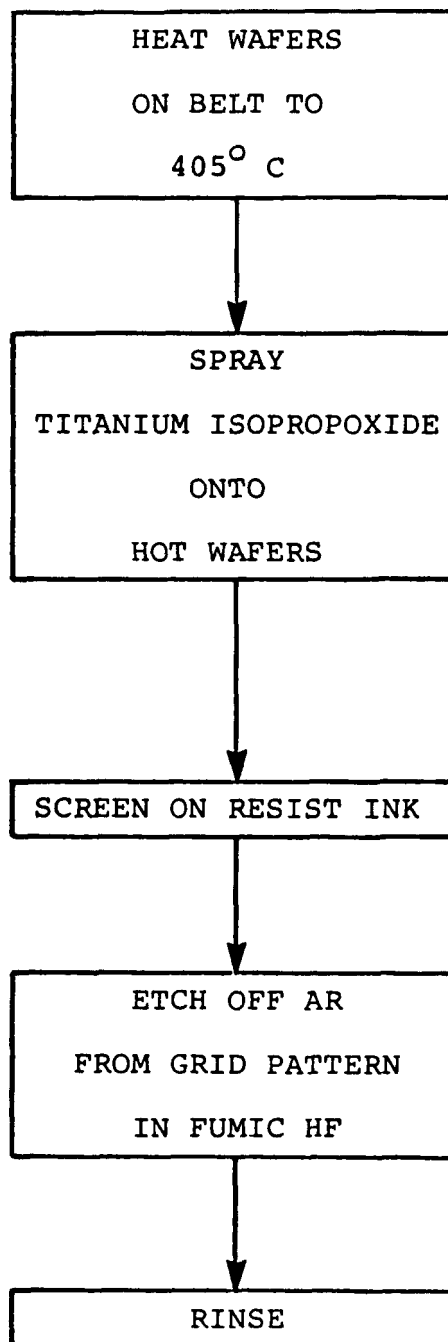 HEAT WAFERS
ON BELT TO
405° C
SPRAY
TITANIUM ISOPROPOXIDE
ONTO
HOT WAFERS
SCREEN ON RESIST INK
ETCH OFF AR
FROM GRID PATTERN
IN FUMIC HF
RINSE